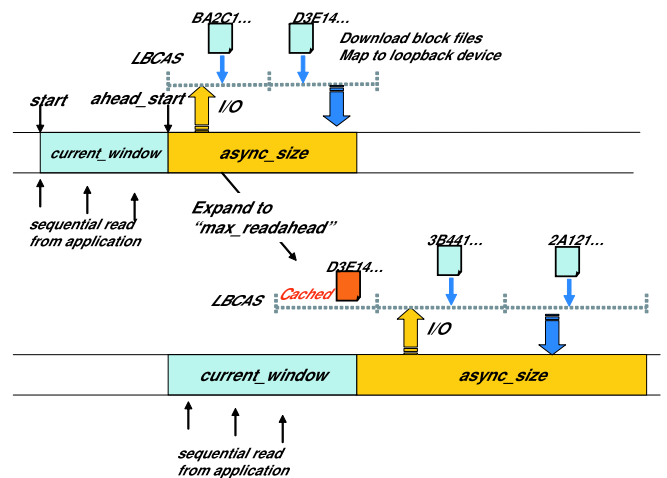 BA2C1... D3E14...
Download block files
Map to loopback device
LBCAS
start
ahead_start
I/O
current_window
async_size
sequential read
from application
Expand to
“max_readahead”
3B441... 2A121...
D3E14...
LBCAS
Cached
I/O
current_window
async_size
sequential read
from application